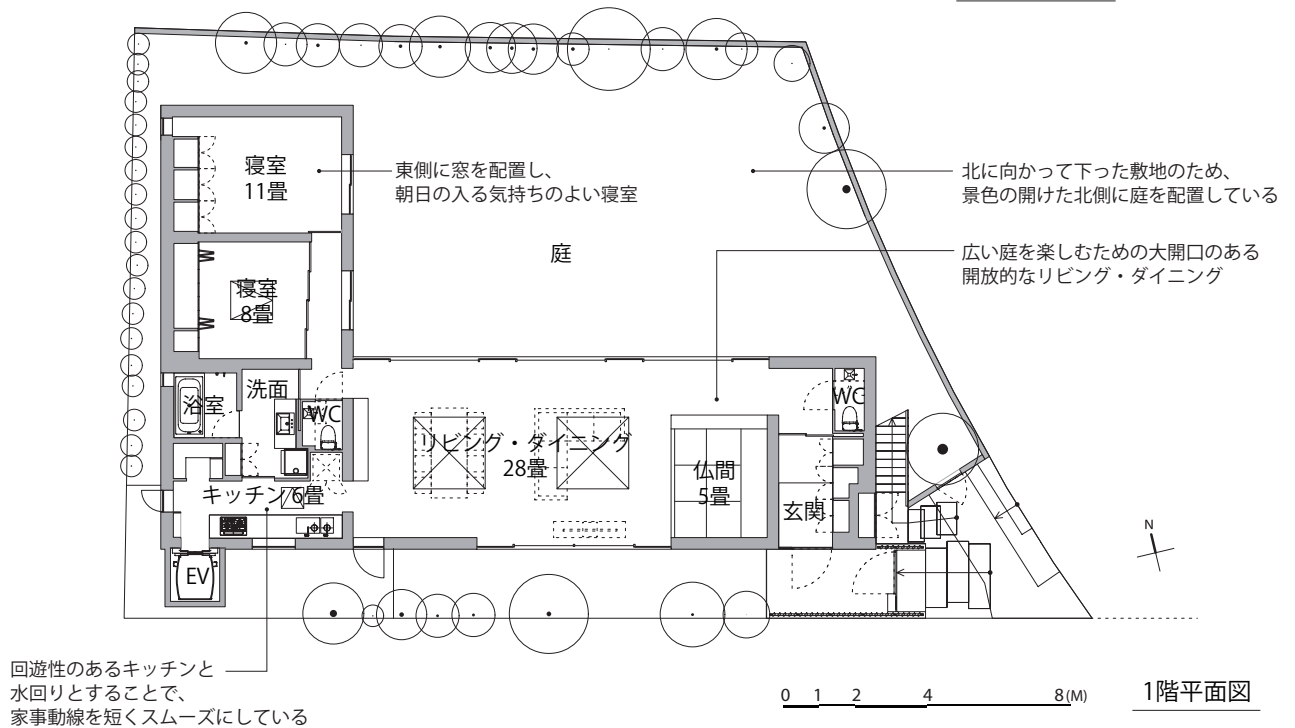 寝室
11畳
東側に窓を配置し、
朝日の入る気持ちのよい寝室
北に向かって下った敷地のため、
景色の開けた北側に庭を配置している
庭
広い庭を楽しむための大開口のある
開放的なリビング・ダイニング
寝室
8畳
洗面
浴室
WC
WC
リビング・ダイニング
28畳
仏間
5畳
キッチン 6畳
玄関
N
EV
回遊性のあるキッチンと
水回りとすることで、
家事動線を短くスムーズにしている
0 1 2 4 8(M)
1階平面図